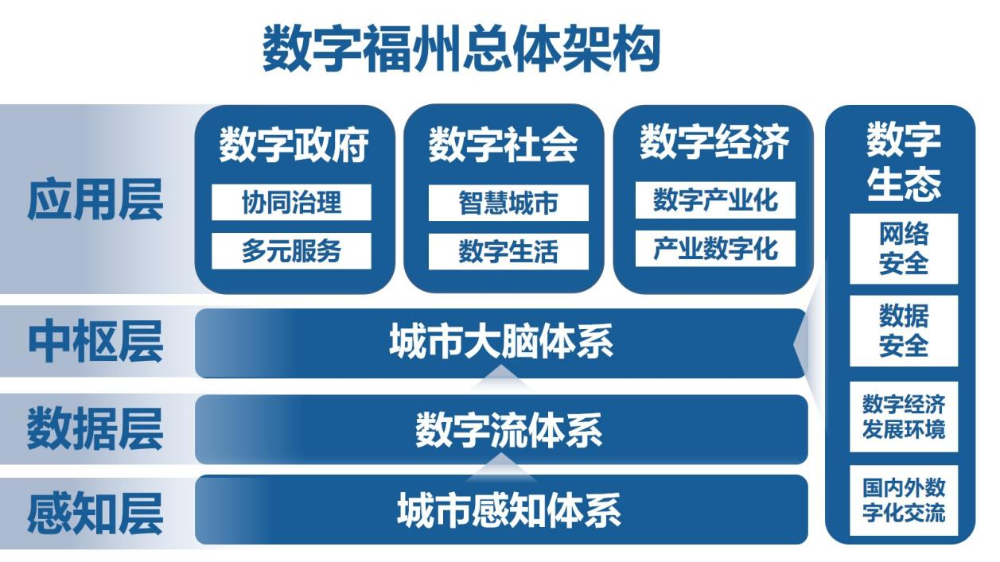 数字福州总体架构
应用层
数字政府
协同治理
多元服务
数字社会
智慧城市
数字生活
数字经济
数字产业化
产业数字化
中枢层
城市大脑体系
数据层
数字流体系
感知层
城市感知体系
数字
生态
网络
安全
数据
安全
数字经济
发展环境
国内外数
字化交流